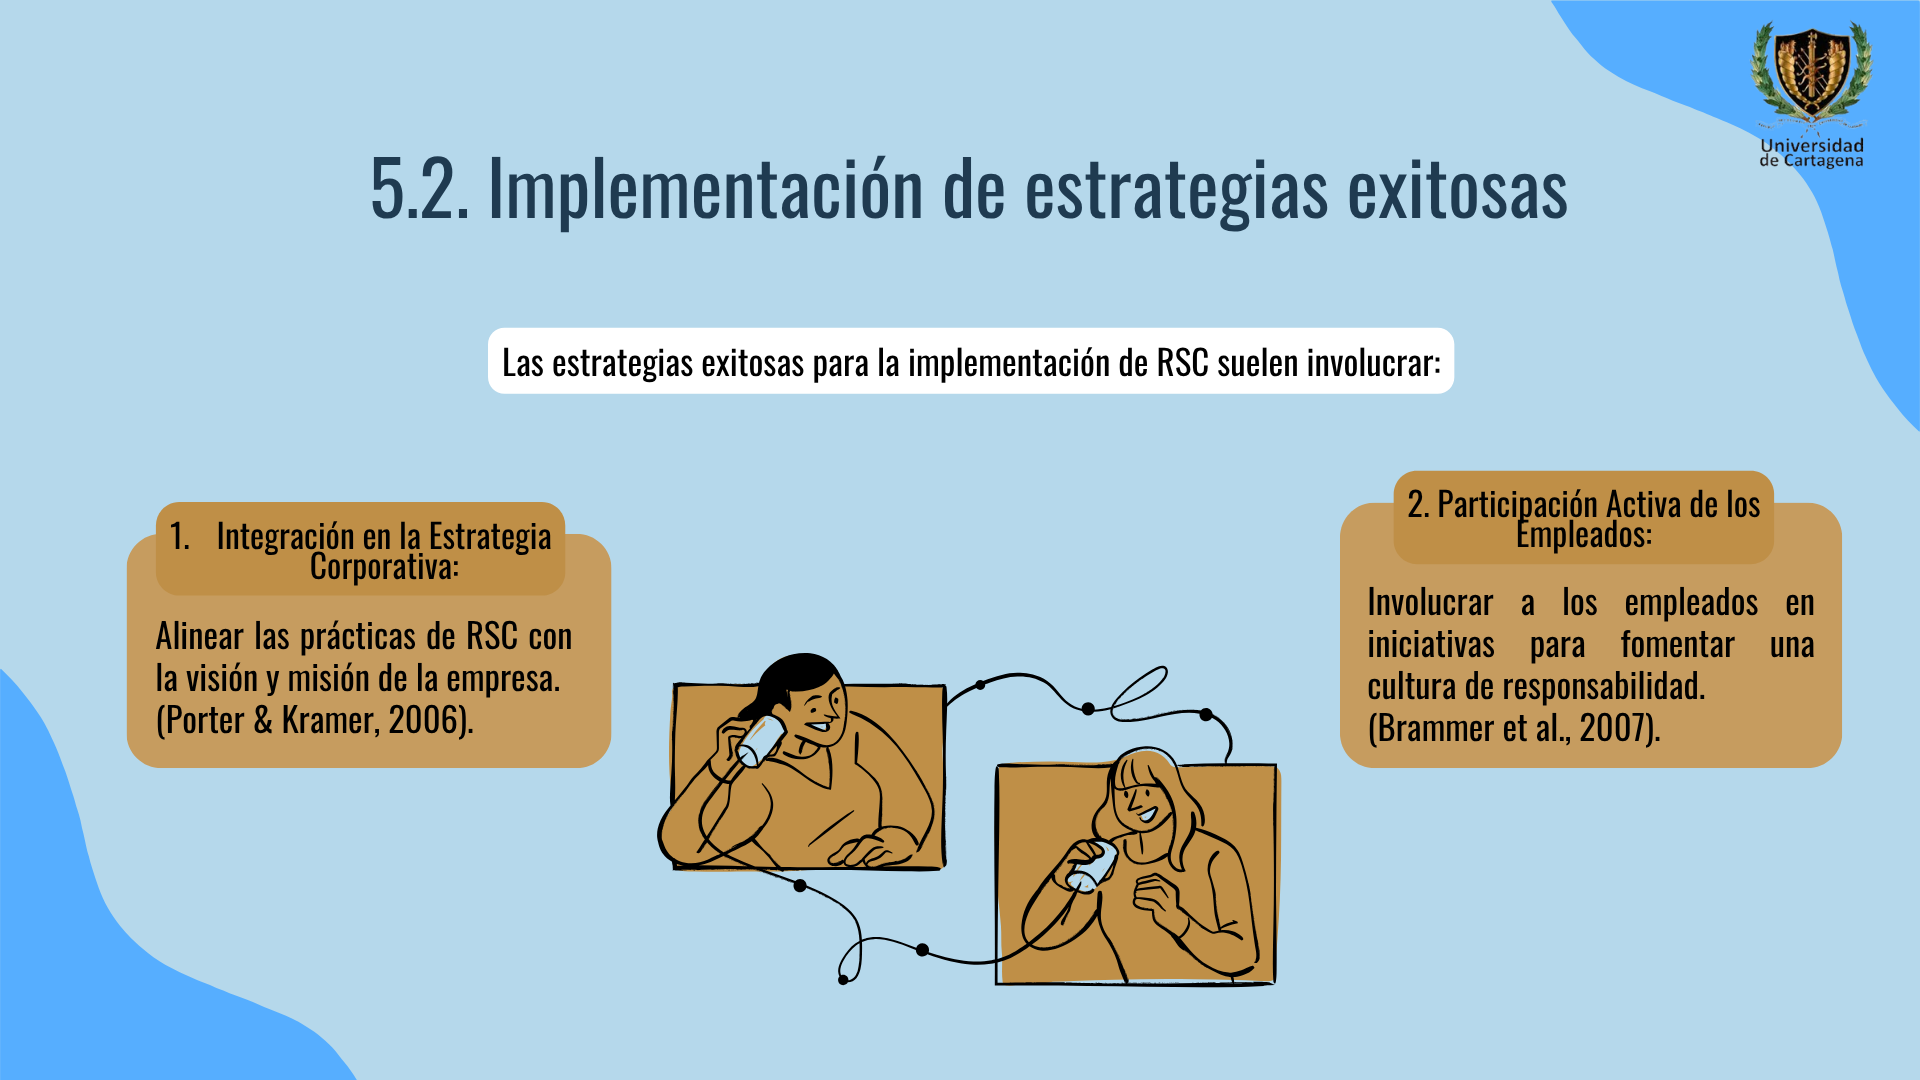 Universidad
de Cartagena
5.2. Implementación de estrategias exitosas
Las estrategias exitosas para la implementación de RSC suelen involucrar:
1. Integración en la Estrategia
Corporativa:
Alinear las prácticas de RSC con
la visión y misión de la empresa.
(Porter & Kramer, 2006).
2. Participación Activa de los
Empleados:
Involucrar a los empleados en
iniciativas para fomentar una
cultura de responsabilidad.
(Brammer et al., 2007).